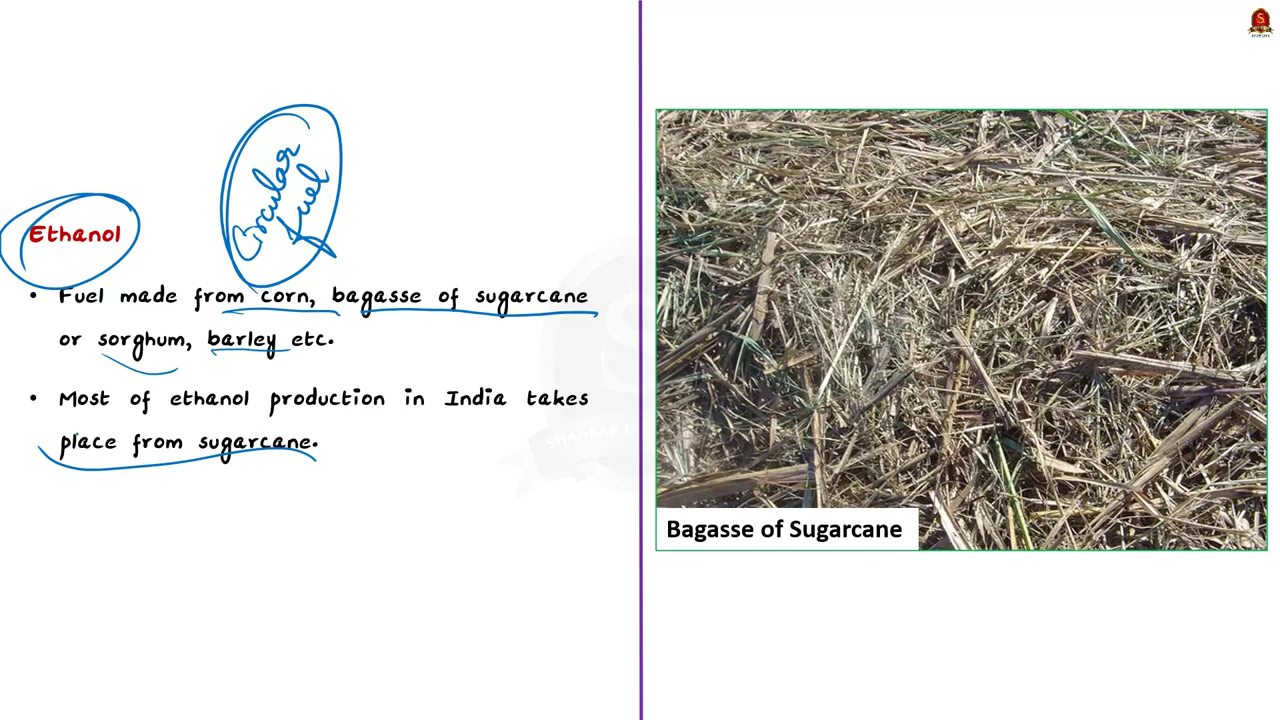 Circular
fuel
Ethanol
• Fuel made from corn, bagasse of sugarcane
or sorghum, barley etc.
• Most of ethanol production in India takes
place from sugarcane.
Bagasse of Sugarcane